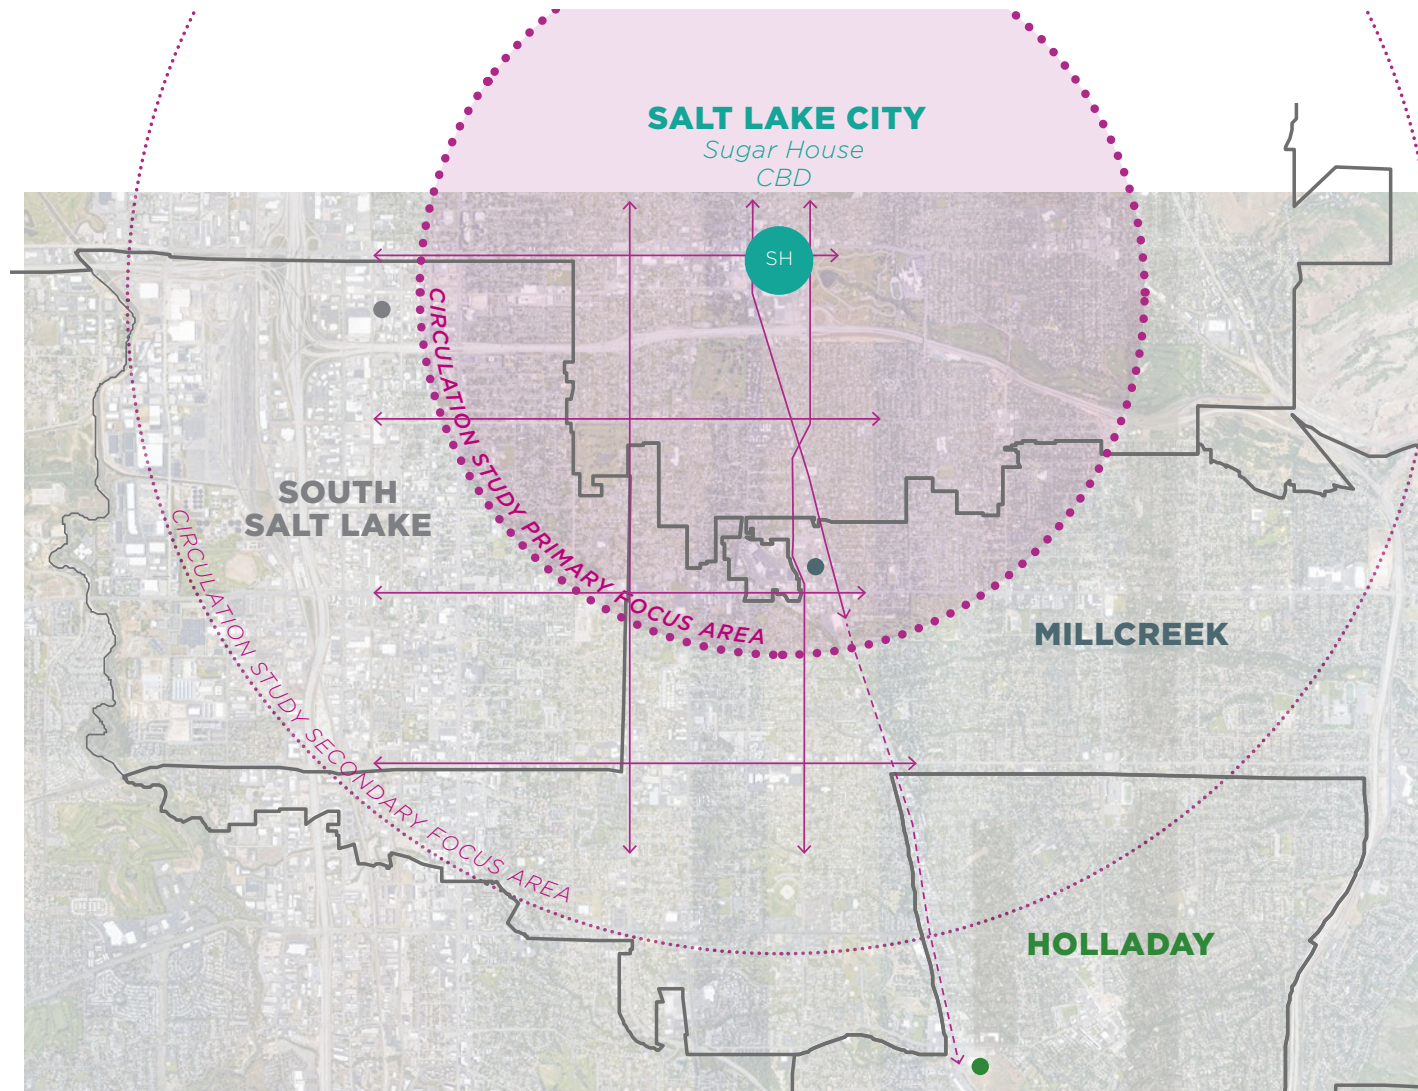 SALT LAKE CITY
Sugar House
CBD
SH
CIRCULATION STUDY PRIMARY FOCUS AREA
SOUTH
SALT LAKE
CIRCULATION STUDY SECONDARY FOCUS AREA
MILLCREEK
HOLLADAY